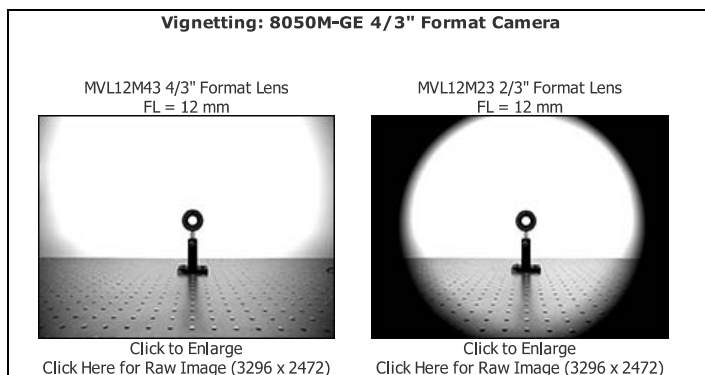 Vignetting: 8050M-GE 4/3" Format Camera
MVL12M43 4/3" Format Lens
FL = 12 mm
Click to Enlarge
Click Here for Raw Image (3296 x 2472)
MVL12M23 2/3" Format Lens
FL = 12 mm
Click to Enlarge
Click Here for Raw Image (3296 x 2472)